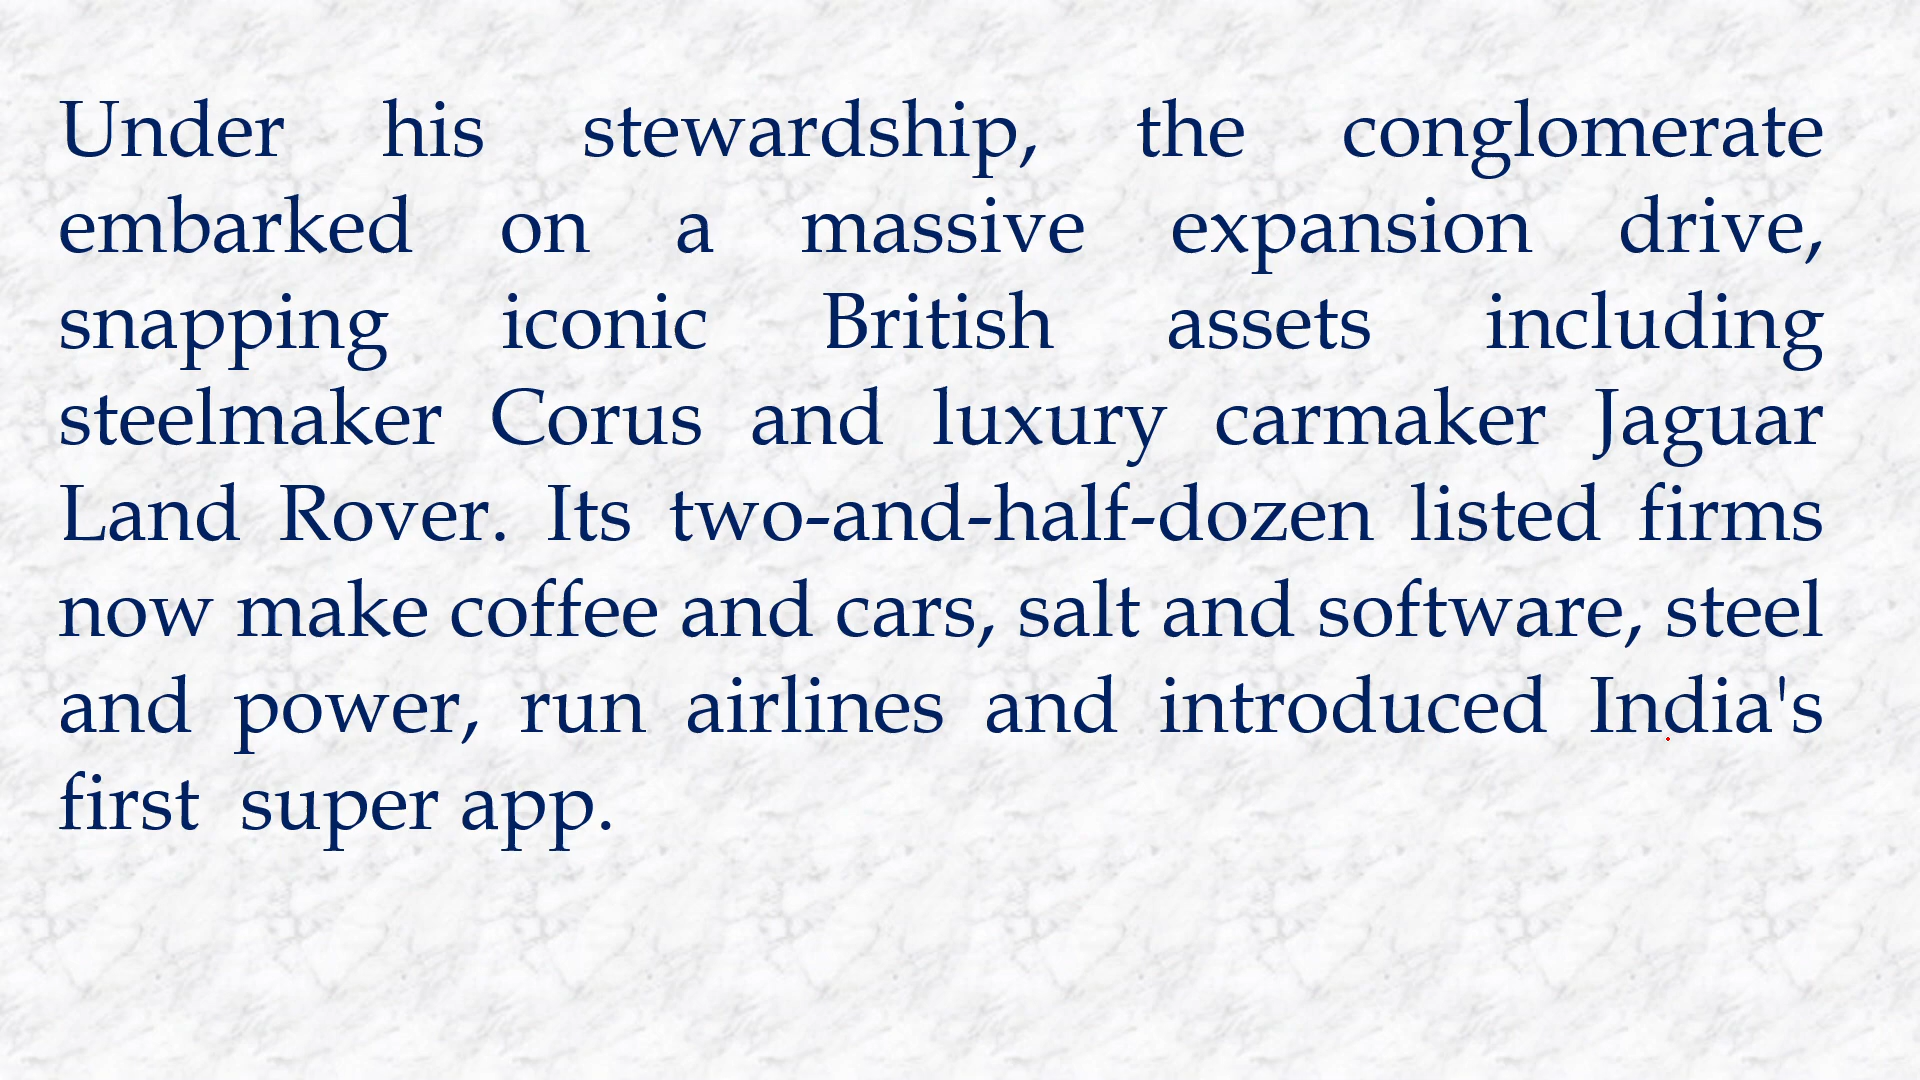 Under his stewardship, the conglomerate
embarked on a massive expansion drive,
snapping iconic British assets including
steelmaker Corus and luxury carmaker Jaguar
Land Rover. Its two-and-half-dozen listed firms
now make coffee and cars, salt and software, steel
and power, run airlines and introduced India's
first  super app.